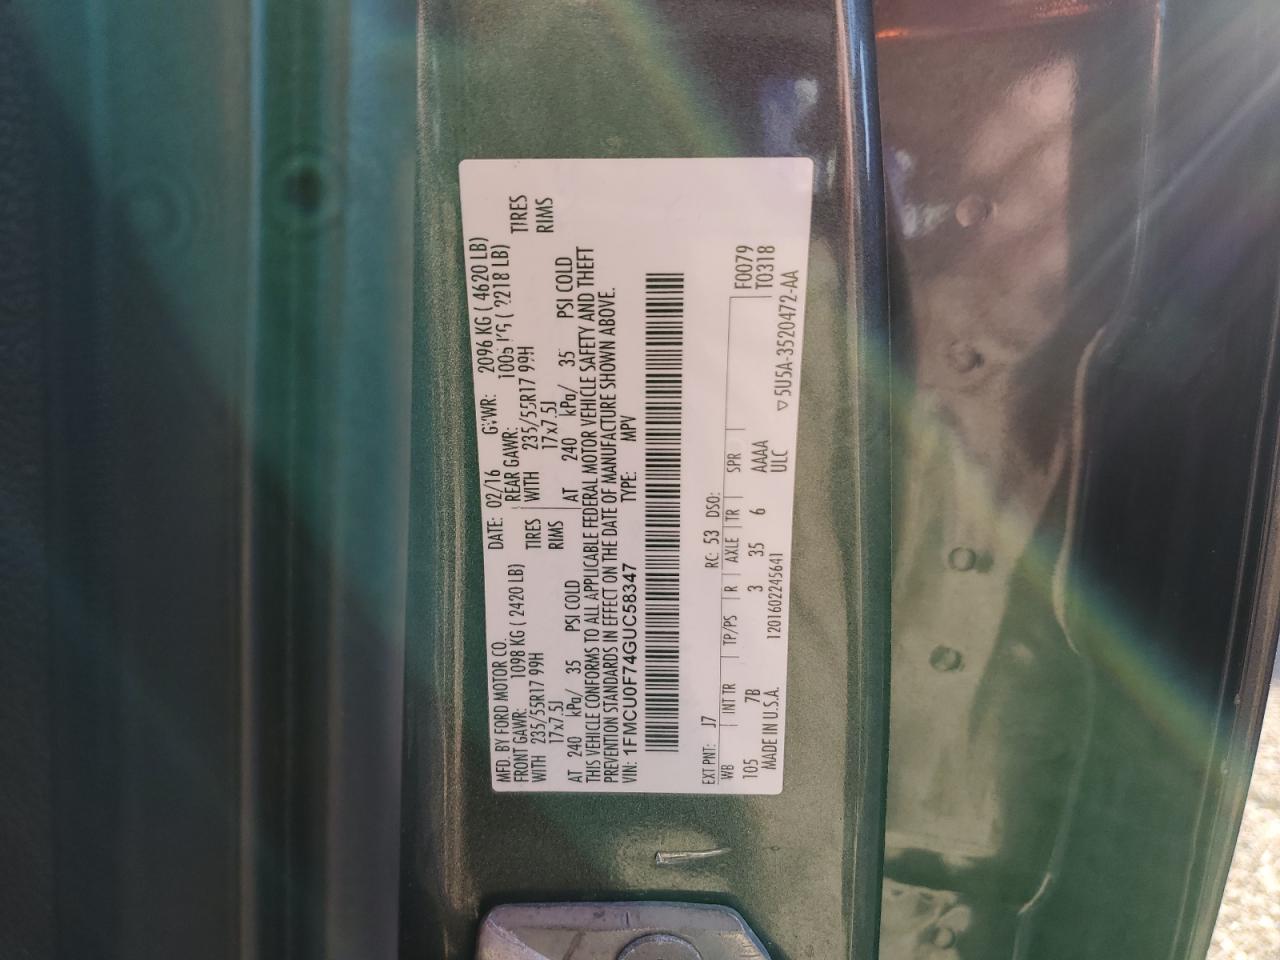 MFD. BY FORD MOTOR CO. DATE: 02/16 GVWR: 2096 KG ( 4620 LB)
FRONT GAWR: 1098 KG ( 2420 LB) REAR GAWR: ( 2218 LB)
WITH 235/55R17 99H TIRES WITH 235/55R17 99H TIRES
17x7.5J RIMS 17x7.5J RIMS
AT 240 kPa/ 35 PSI COLD AT 240 kPa/ 35 PSI COLD
THIS VEHICLE CONFORMS TO ALL APPLICABLE FEDERAL MOTOR VEHICLE SAFETY AND THEFT
PREVENTION STANDARDS IN EFFECT ON THE DATE OF MANUFACTURE SHOWN ABOVE.
VIN: 1FMCU0F74GUC58347 TYPE: MPV
EXT PNT: J7 RC: 53 DSO: F0079
WB INT TR TP/PS R AXLE TR SPR T0318
105 7B 3 35 6 AAAA
MADE IN U.S.A. 1201602245641 ULC ▽5U5A-3520472-AA